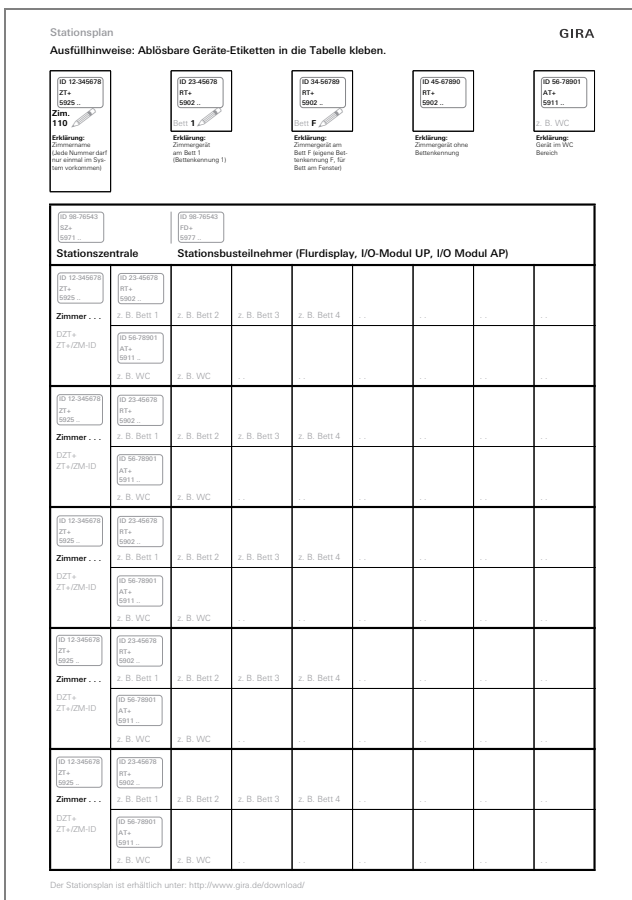 Stationsplan
GIRA
Ausfüllhinweise: Ablösbare Geräte-Etiketten in die Tabelle kleben.
ID 12-345678
ZT+
5925 ..
Zim.
110
Erklärung:
Zimmername
(Jede Nummer darf
nur einmal im Sys-
tem vorkommen)
ID 23-45678
RT+
5902 ..
Bett 1
Erklärung:
Zimmergerät
am Bett 1
(Bettenkennung 1)
ID 34-56789
RT+
5902 ..
Bett F
Erklärung:
Zimmergerät am
Bett F (eigene Bet-
tenkennung F, für
Bett am Fenster)
ID 45-67890
RT+
5902 ..
Erklärung:
Zimmergerät ohne
Bettenkennung
ID 56-78901
AT+
5911 ..
z. B. WC
Erklärung:
Gerät im WC
Bereich
ID 98-76543
SZ+
5971 ..
Stationszentrale
ID 98-76543
FD+
5977 ..
Stationsbusteilnehmer (Flurdisplay, I/O-Modul UP, I/O Modul AP)
ID 12-345678
ZT+
5925 ..
Zimmer . . .
DZT+
ZT+/ZM-ID
ID 23-45678
RT+
5902 ..
z. B. Bett 1 z. B. Bett 2 z. B. Bett 3 z. B. Bett 4 . . . . . . . .
ID 56-78901
AT+
5911 ..
z. B. WC z. B. WC . . . . . . . . . . . .
ID 12-345678
ZT+
5925 ..
Zimmer . . .
DZT+
ZT+/ZM-ID
ID 23-45678
RT+
5902 ..
z. B. Bett 1 z. B. Bett 2 z. B. Bett 3 z. B. Bett 4 . . . . . . . .
ID 56-78901
AT+
5911 ..
z. B. WC z. B. WC . . . . . . . . . . . .
ID 12-345678
ZT+
5925 ..
Zimmer . . .
DZT+
ZT+/ZM-ID
ID 23-45678
RT+
5902 ..
z. B. Bett 1 z. B. Bett 2 z. B. Bett 3 z. B. Bett 4 . . . . . . . .
ID 56-78901
AT+
5911 ..
z. B. WC z. B. WC . . . . . . . . . . . .
ID 12-345678
ZT+
5925 ..
Zimmer . . .
DZT+
ZT+/ZM-ID
ID 23-45678
RT+
5902 ..
z. B. Bett 1 z. B. Bett 2 z. B. Bett 3 z. B. Bett 4 . . . . . . . .
ID 56-78901
AT+
5911 ..
z. B. WC z. B. WC . . . . . . . . . . . .
ID 12-345678
ZT+
5925 ..
Zimmer . . .
DZT+
ZT+/ZM-ID
ID 23-45678
RT+
5902 ..
z. B. Bett 1 z. B. Bett 2 z. B. Bett 3 z. B. Bett 4 . . . . . . . .
ID 56-78901
AT+
5911 ..
z. B. WC z. B. WC . . . . . . . . . . . .
Der Stationsplan ist erhältlich unter: http://www.gira.de/download/